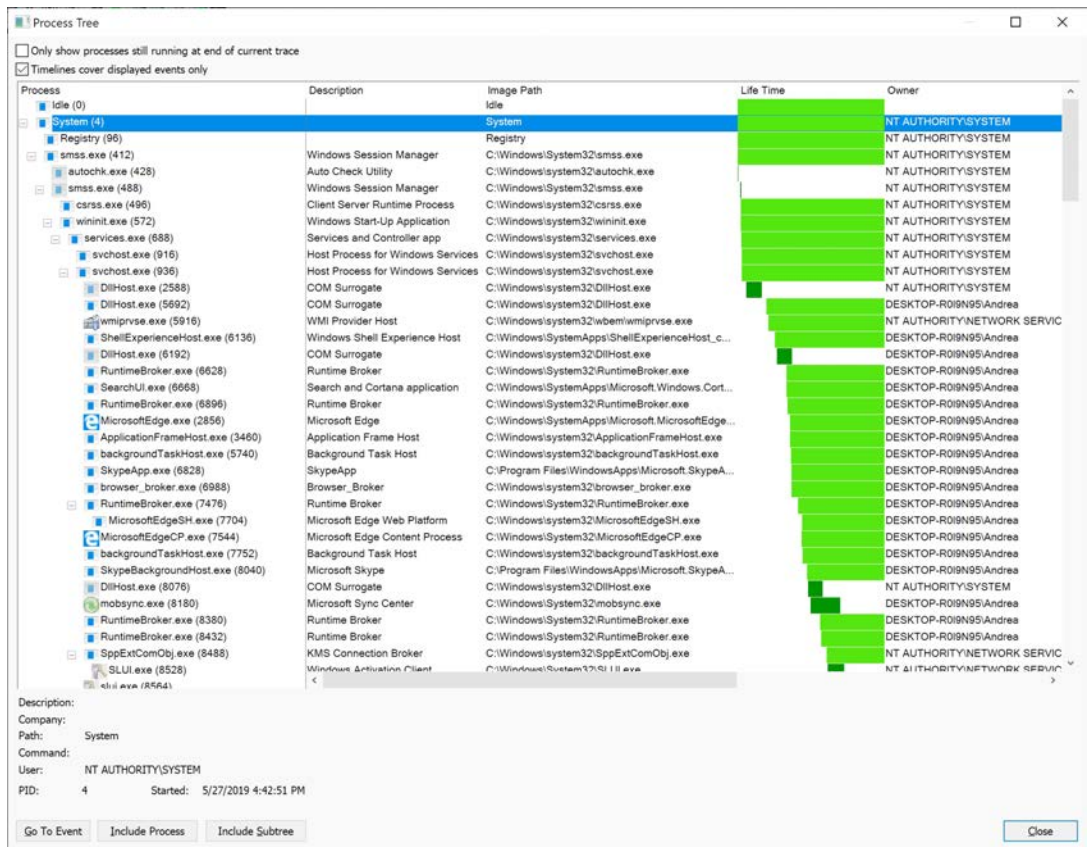 Process Tree
Only show processes still running at end of current trace
Timelines cover displayed events only
Process Description Image Path Life Time Owner
Idle (0) Idle
System (4) System NT AUTHORITY\SYSTEM
Registry (96) Registry NT AUTHORITY\SYSTEM
smss.exe (412) Windows Session Manager C:\Windows\System32\smss.exe NT AUTHORITY\SYSTEM
autochk.exe (428) Auto Check Utility C:\Windows\system32\autochk.exe NT AUTHORITY\SYSTEM
smss.exe (488) Windows Session Manager C:\Windows\System32\smss.exe NT AUTHORITY\SYSTEM
csrss.exe (496) Client Server Runtime Process C:\Windows\system32\csrss.exe NT AUTHORITY\SYSTEM
wininit.exe (572) Windows Start-Up Application C:\Windows\system32\wininit.exe NT AUTHORITY\SYSTEM
services.exe (688) Services and Controller app C:\Windows\system32\services.exe NT AUTHORITY\SYSTEM
svchost.exe (916) Host Process for Windows Services C:\Windows\system32\svchost.exe NT AUTHORITY\SYSTEM
svchost.exe (936) Host Process for Windows Services C:\Windows\system32\svchost.exe NT AUTHORITY\SYSTEM
DllHost.exe (2588) COM Surrogate C:\Windows\system32\DllHost.exe NT AUTHORITY\SYSTEM
DllHost.exe (5692) COM Surrogate C:\Windows\system32\DllHost.exe DESKTOP-R0I9N95\Andrea
wmiprvse.exe (5916) WMI Provider Host C:\Windows\system32\wbem\wmiprvse.exe NT AUTHORITY\NETWORK SERVIC
ShellExperienceHost.exe (6136) Windows Shell Experience Host C:\Windows\SystemApps\ShellExperienceHost_c... DESKTOP-R0I9N95\Andrea
DllHost.exe (6192) COM Surrogate C:\Windows\system32\DllHost.exe DESKTOP-R0I9N95\Andrea
RuntimeBroker.exe (6628) Runtime Broker C:\Windows\System32\RuntimeBroker.exe DESKTOP-R0I9N95\Andrea
SearchUI.exe (6668) Search and Cortana application C:\Windows\SystemApps\Microsoft.Windows.Cort... DESKTOP-R0I9N95\Andrea
RuntimeBroker.exe (6896) Runtime Broker C:\Windows\System32\RuntimeBroker.exe DESKTOP-R0I9N95\Andrea
MicrosoftEdge.exe (2856) Microsoft Edge C:\Windows\SystemApps\Microsoft.MicrosoftEdge... DESKTOP-R0I9N95\Andrea
ApplicationFrameHost.exe (3460) Application Frame Host C:\Windows\system32\ApplicationFrameHost.exe DESKTOP-R0I9N95\Andrea
backgroundTaskHost.exe (5740) Background Task Host C:\Windows\system32\backgroundTaskHost.exe DESKTOP-R0I9N95\Andrea
SkypeApp.exe (6828) SkypeApp C:\Program Files\WindowsApps\Microsoft.SkypeA... DESKTOP-R0I9N95\Andrea
browser_broker.exe (6988) Browser_Broker C:\Windows\system32\browser_broker.exe DESKTOP-R0I9N95\Andrea
RuntimeBroker.exe (7476) Runtime Broker C:\Windows\System32\RuntimeBroker.exe DESKTOP-R0I9N95\Andrea
MicrosoftEdgeSH.exe (7704) Microsoft Edge Web Platform C:\Windows\system32\MicrosoftEdgeSH.exe DESKTOP-R0I9N95\Andrea
MicrosoftEdgeCP.exe (7544) Microsoft Edge Content Process C:\Windows\System32\MicrosoftEdgeCP.exe DESKTOP-R0I9N95\Andrea
backgroundTaskHost.exe (7752) Background Task Host C:\Windows\system32\backgroundTaskHost.exe DESKTOP-R0I9N95\Andrea
SkypeBackgroundHost.exe (8040) Microsoft Skype C:\Program Files\WindowsApps\Microsoft.SkypeA... DESKTOP-R0I9N95\Andrea
DllHost.exe (8076) COM Surrogate C:\Windows\system32\DllHost.exe NT AUTHORITY\SYSTEM
mobsync.exe (8180) Microsoft Sync Center C:\Windows\System32\mobsync.exe DESKTOP-R0I9N95\Andrea
RuntimeBroker.exe (8380) Runtime Broker C:\Windows\System32\RuntimeBroker.exe DESKTOP-R0I9N95\Andrea
RuntimeBroker.exe (8432) Runtime Broker C:\Windows\System32\RuntimeBroker.exe DESKTOP-R0I9N95\Andrea
SppExtComObj.exe (8488) KMS Connection Broker C:\Windows\system32\SppExtComObj.exe NT AUTHORITY\NETWORK SERVIC
SLUI.exe (8528) Windows Activation Client C:\Windows\System32\SLUI.exe NT AUTHORITY\NETWORK SERVIC
slui.exe (8564)
Description:
Company:
Path: System
Command:
User: NT AUTHORITY\SYSTEM
PID: 4 Started: 5/27/2019 4:42:51 PM
Go To Event Include Process Include Subtree Close